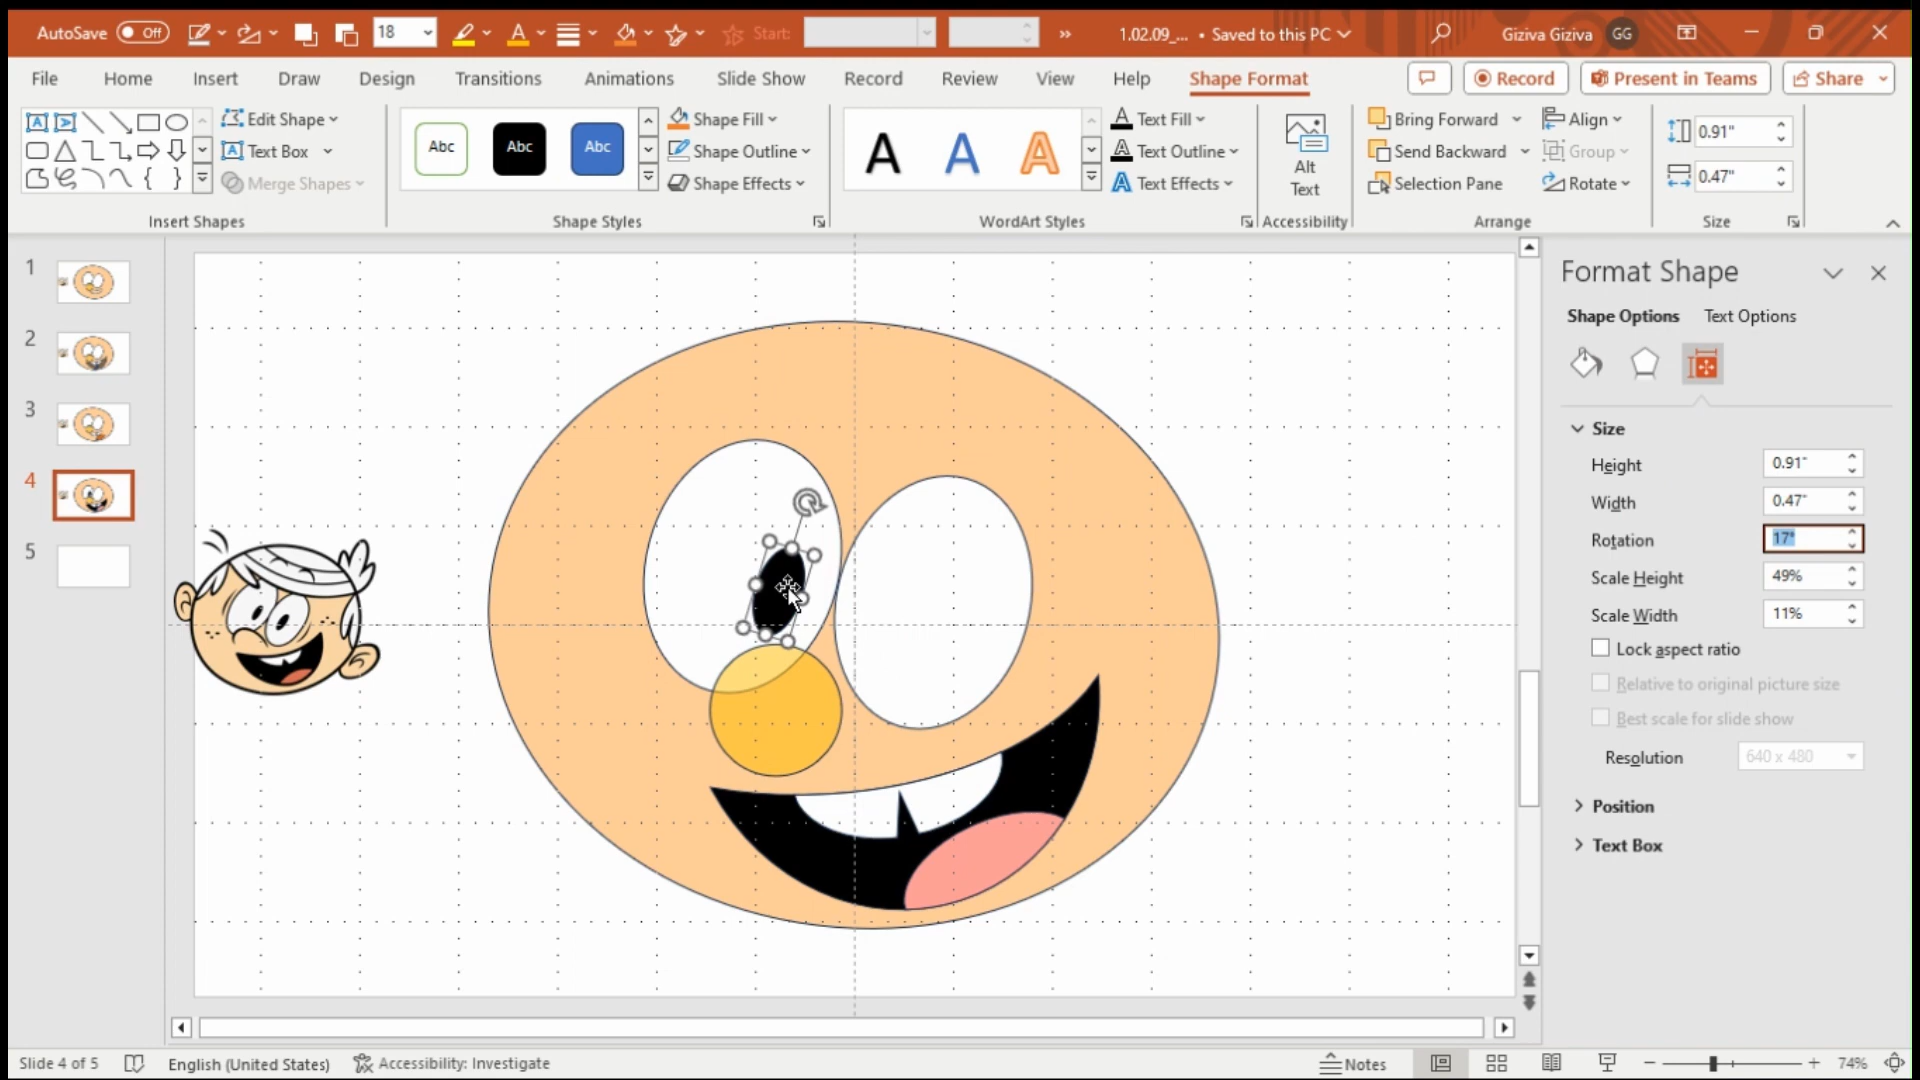 AutoSave Off 18 Start: 1.02.09_... • Saved to this PC Giziva Giziva GG
File Home Insert Draw Design Transitions Animations Slide Show Record Review View Help Shape Format Record Present in Teams Share
Edit Shape
Text Box
Merge Shapes
Insert Shapes
Abc Abc Abc
Shape Fill
Shape Outline
Shape Effects
Shape Styles
A A A
Text Fill
Text Outline
Text Effects
WordArt Styles
Alt
Text
Accessibility
Bring Forward
Send Backward
Selection Pane
Align
Group
Rotate
Arrange
0.91"
0.47"
Size
1
2
3
4
5
Format Shape
Shape Options Text Options
Size
Height 0.91"
Width 0.47"
Rotation 17°
Scale Height 49%
Scale Width 11%
Lock aspect ratio
Relative to original picture size
Best scale for slide show
Resolution 640 x 480
Position
Text Box
Slide 4 of 5 English (United States) Accessibility: Investigate Notes 74%